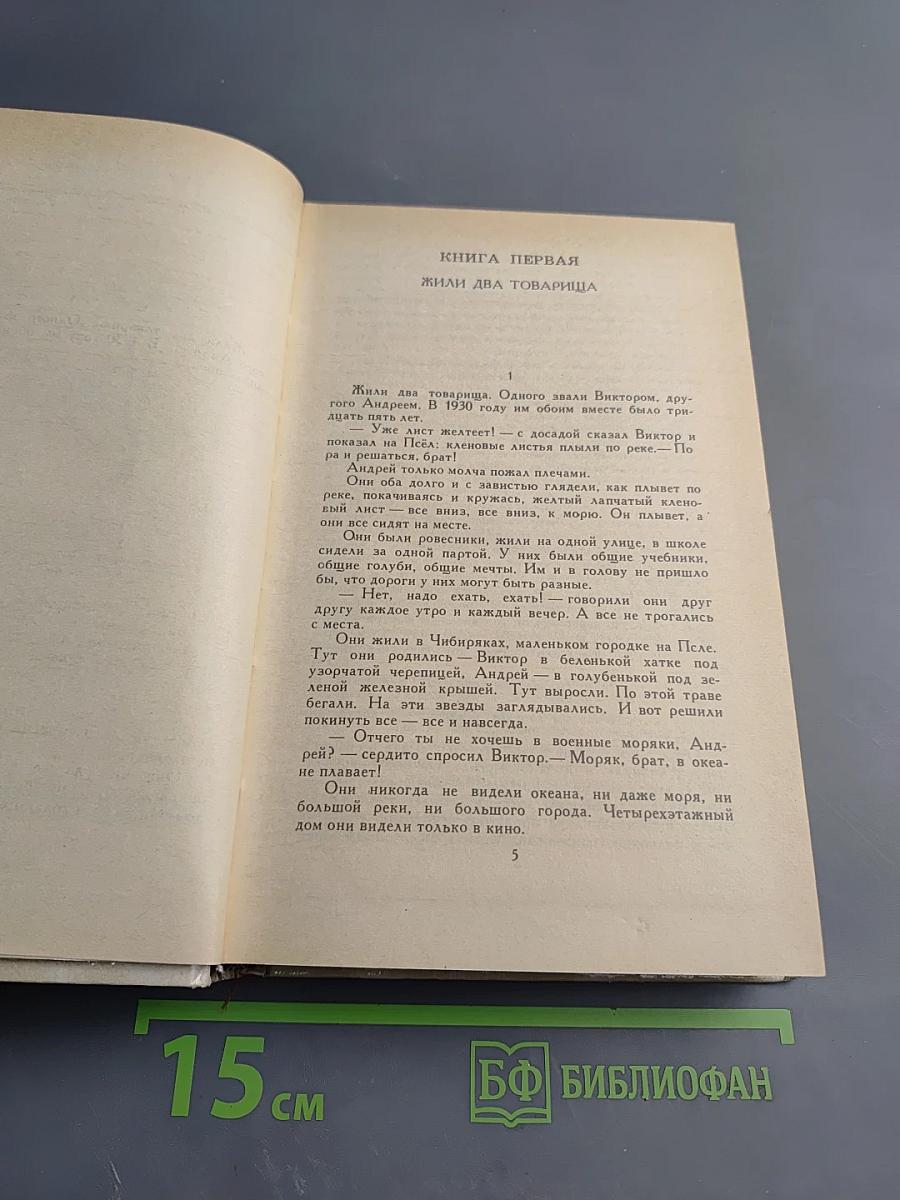 КНИГА ПЕРВАЯ
ЖИЛИ ДВА ТОВАРИЩА
1
Жили два товарища. Одного звали Виктором, дру-
гого Андреем. В 1930 году им обоим вместе было три-
дцать пять лет.
— Уже лист желтеет! — с досадой сказал Виктор и
показал на Псёл: кленовые листья плыли по реке.— По
ра и решаться, брат!
Андрей только молча пожал плечами.
Они оба долго и с завистью глядели, как плывет по
реке, покачиваясь и кружась, желтый лапчатый клено-
вый лист — все вниз, все вниз, к морю. Он плывет, а
они все сидят на месте.
Они были ровесники, жили на одной улице, в школе
сидели за одной партой. У них были общие учебники,
общие голуби, общие мечты. Им и в голову не пришло
бы, что дороги у них могут быть разные.
— Нет, надо ехать, ехать! — говорили они друг
другу каждое утро и каждый вечер. А все не трогались
с места.
Они жили в Чибиряках, маленьком городке на Псле.
Тут они родились — Виктор в беленькой хатке под
узорчатой черепицей, Андрей — в голубенькой под зе-
леной железной крышей. Тут выросли. По этой траве
бегали. На эти звезды заглядывались. И вот решили
покинуть все — все и навсегда.
— Отчего ты не хочешь в военные моряки, Анд-
рей? — сердито спросил Виктор.— Моряк, брат, в океа-
не плавает!
Они никогда не видели океана, ни даже моря, ни
большой реки, ни большого города. Четырехэтажный
дом они видели только в кино.
5
15 см
БФ БИБЛИОФАН